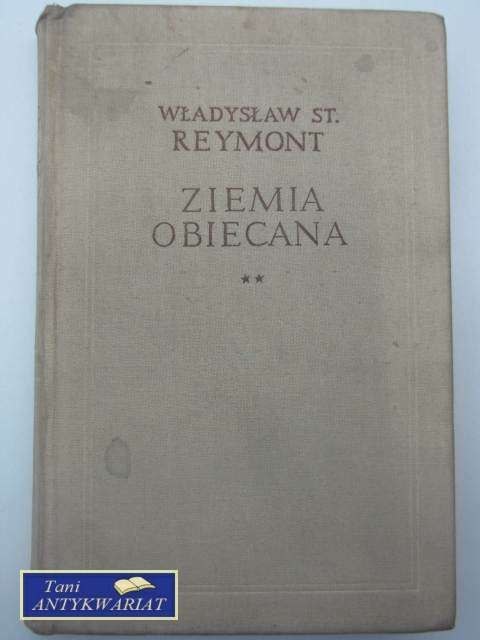 WŁADYSŁAW ST.
REYMONT
ZIEMIA
OBIECANA
**
Tani
ANTYKWARIAT